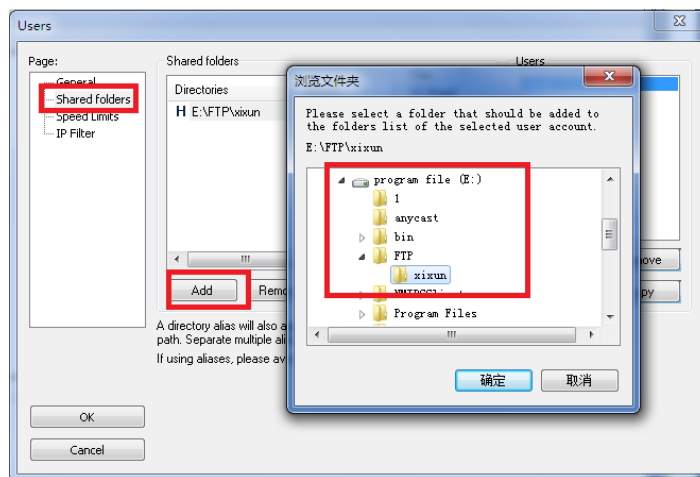 Users
Page:
General
Shared folders
Speed Limits
IP Filter
Shared folders
Directories
H E:\FTP\xixun
Add
Remo
A directory alias will also a
path. Separate multiple ali
If using aliases, please av
OK
Cancel
Users
ove
py
浏览文件夹
Please select a folder that should be added to
the folders list of the selected user account.
E:\FTP\xixun
program file (E:)
1
anycast
bin
FTP
xixun
Program Files
确定
取消